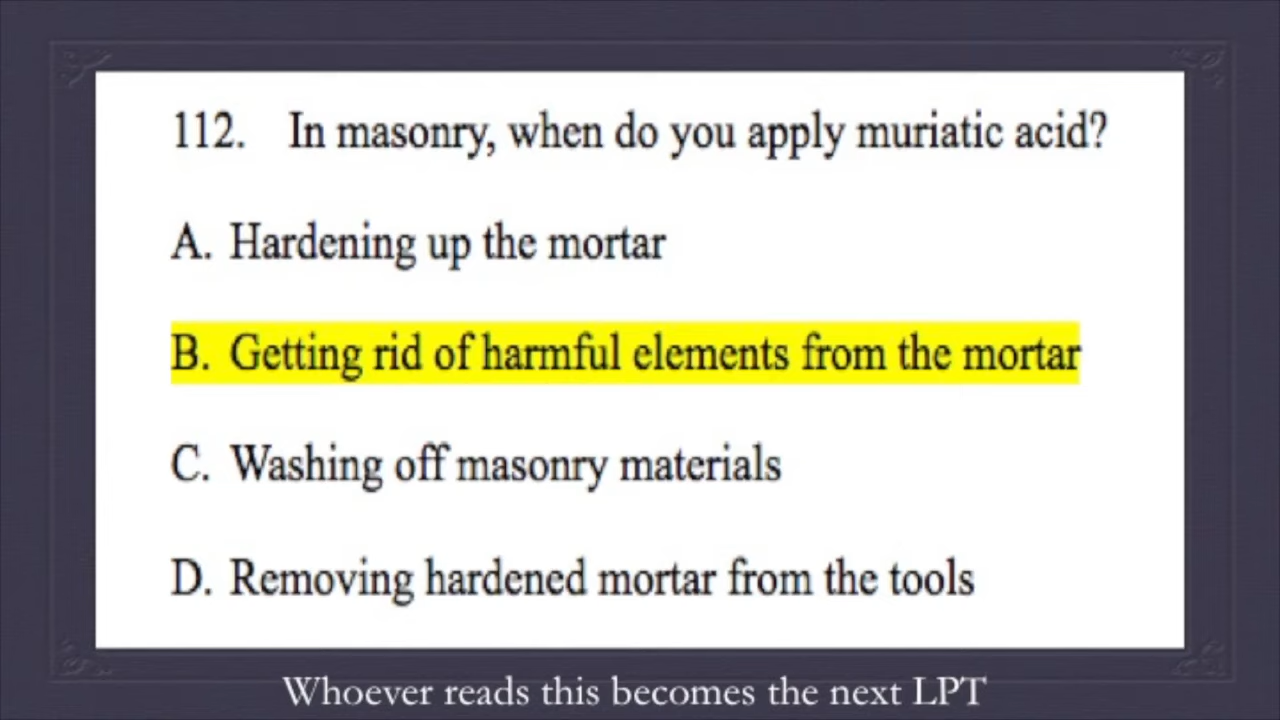 112. In masonry, when do you apply muriatic acid?
A. Hardening up the mortar
B. Getting rid of harmful elements from the mortar
C. Washing off masonry materials
D. Removing hardened mortar from the tools
Whoever reads this becomes the next LPT